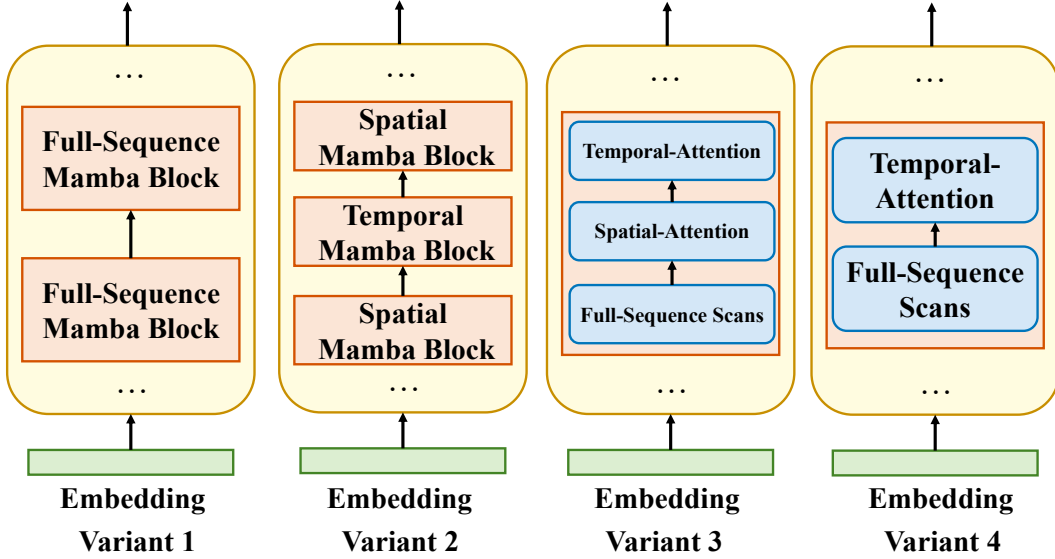 ...
Full-Sequence
Mamba Block
Full-Sequence
Mamba Block
...
Embedding
Variant 1
...
Spatial
Mamba Block
Temporal
Mamba Block
Spatial
Mamba Block
...
Embedding
Variant 2
...
Temporal-Attention
Spatial-Attention
Full-Sequence Scans
...
Embedding
Variant 3
...
Temporal-
Attention
Full-Sequence
Scans
...
Embedding
Variant 4